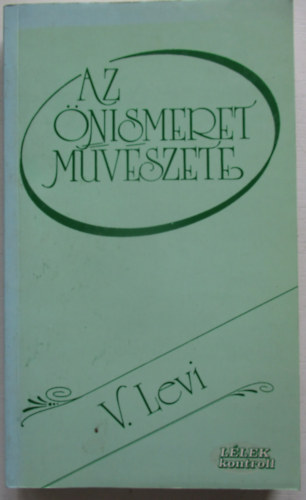 AZ
ÖNISMERET
MŰVÉSZETE
V. Levi
LÉLEK
kontroll